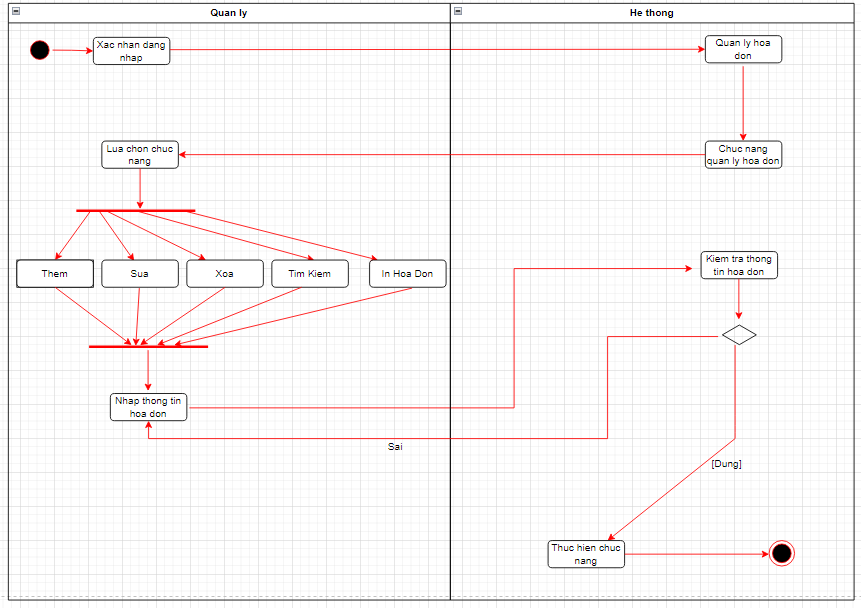 Quan ly
He thong
Xac nhan dang
nhap
Quan ly hoa
don
Lua chon chuc
nang
Chuc nang
quan ly hoa don
Them
Sua
Xoa
Tim Kiem
In Hoa Don
Kiem tra thong
tin hoa don
Nhap thong tin
hoa don
Sai
[Dung]
Thuc hien chuc
nang